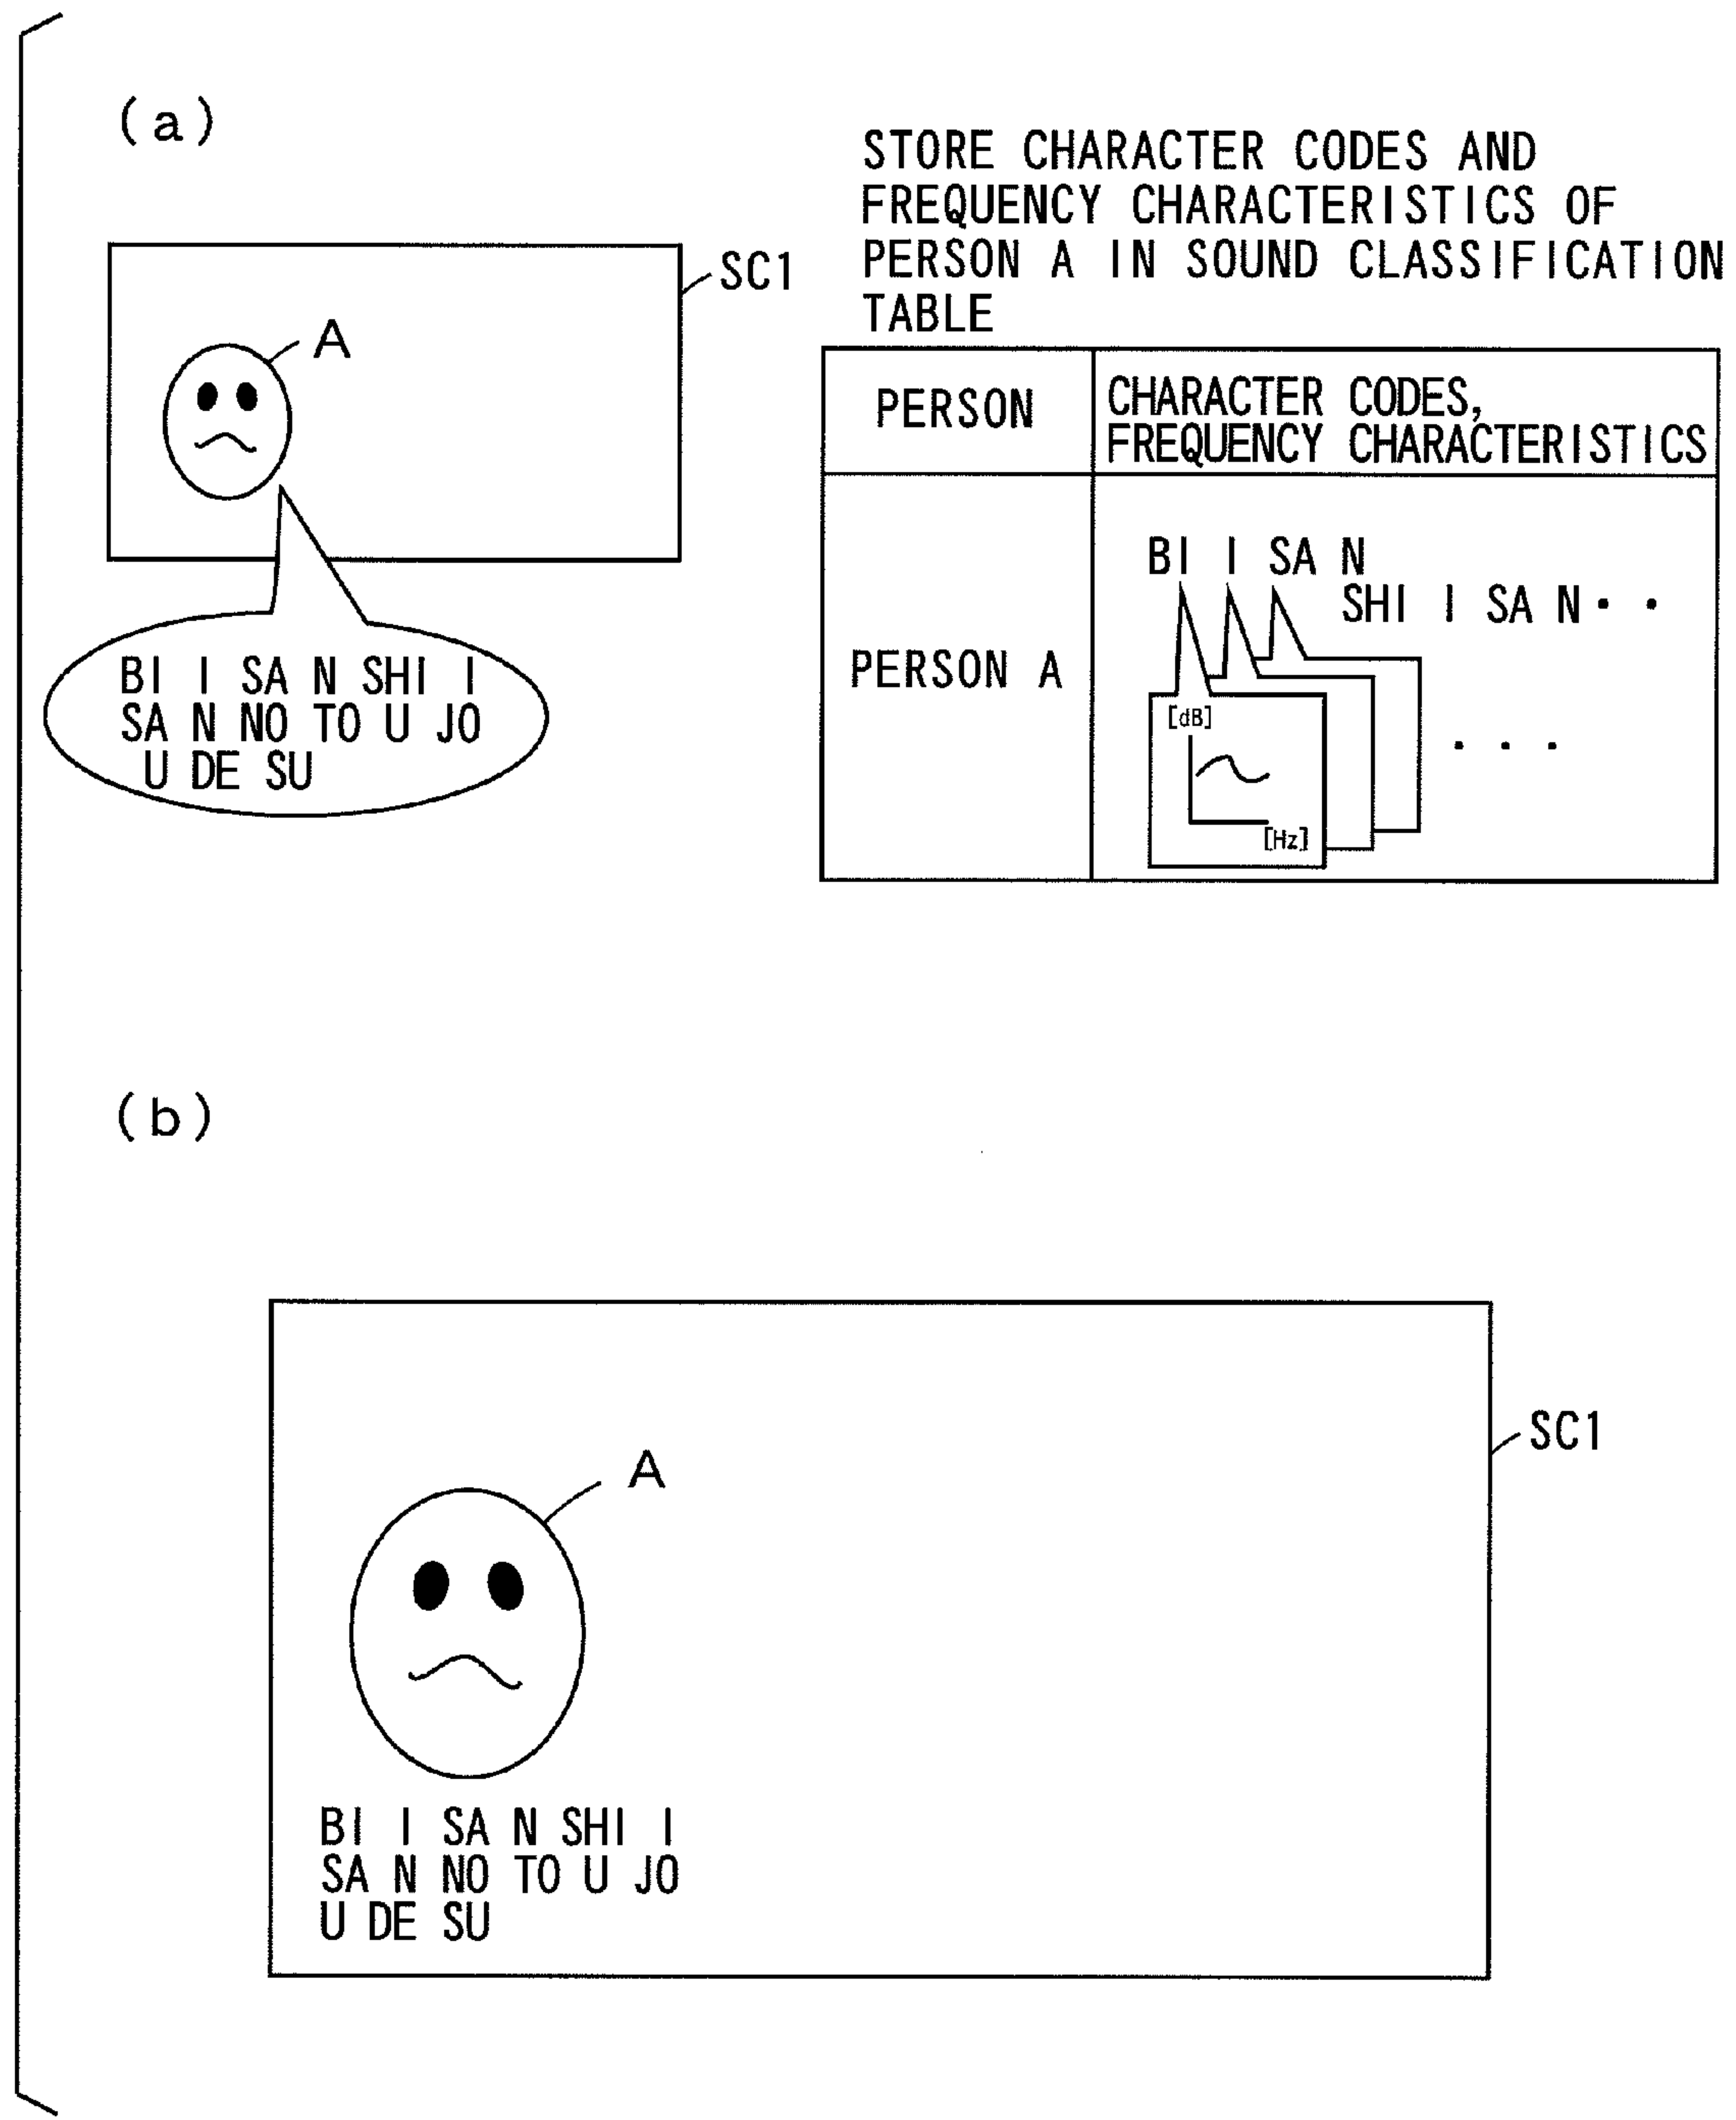 (a)
STORE CHARACTER CODES AND
FREQUENCY CHARACTERISTICS OF
PERSON A IN SOUND CLASSIFICATION
TABLE
SC1
A
BI I SA N SHI I
SA N NO TO U JO
U DE SU
PERSON
CHARACTER CODES,
FREQUENCY CHARACTERISTICS
PERSON A
BI I SA N
SHI I SA N・・
[dB]
[Hz]
・・・
(b)
SC1
A
BI I SA N SHI I
SA N NO TO U JO
U DE SU